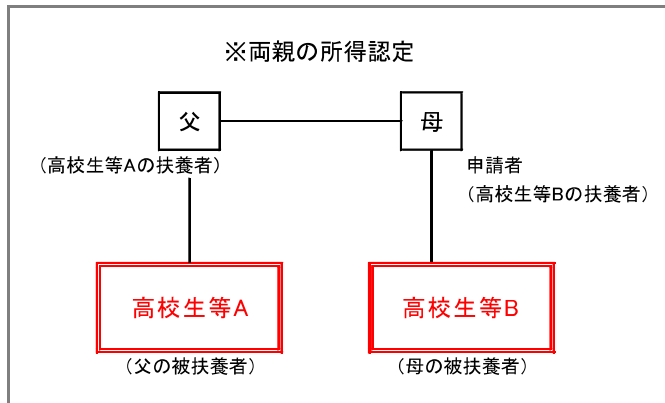 ※両親の所得認定
父
母
（高校生等Aの扶養者）
申請者
（高校生等Bの扶養者）
高校生等A
高校生等B
（父の被扶養者）
（母の被扶養者）